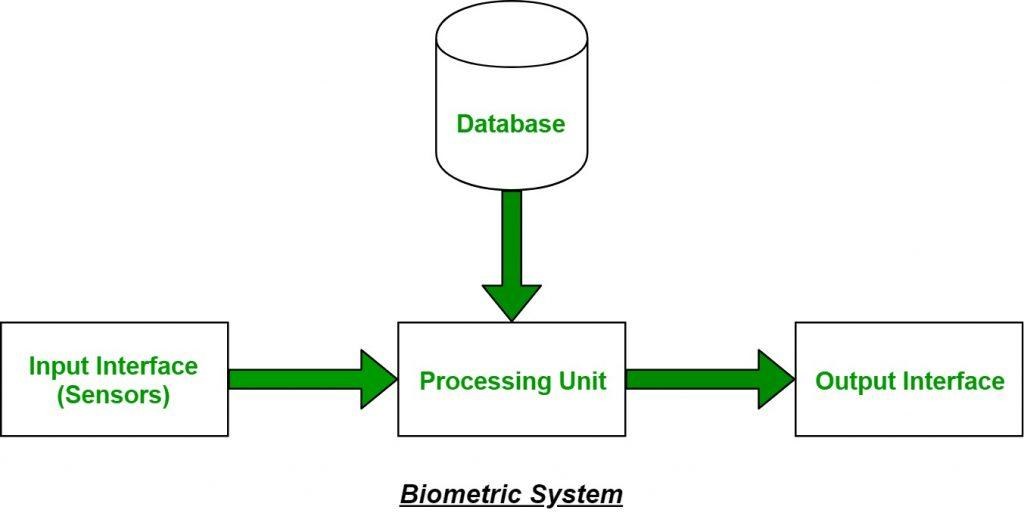 Database
Input Interface
(Sensors)
Processing Unit
Output Interface
Biometric System